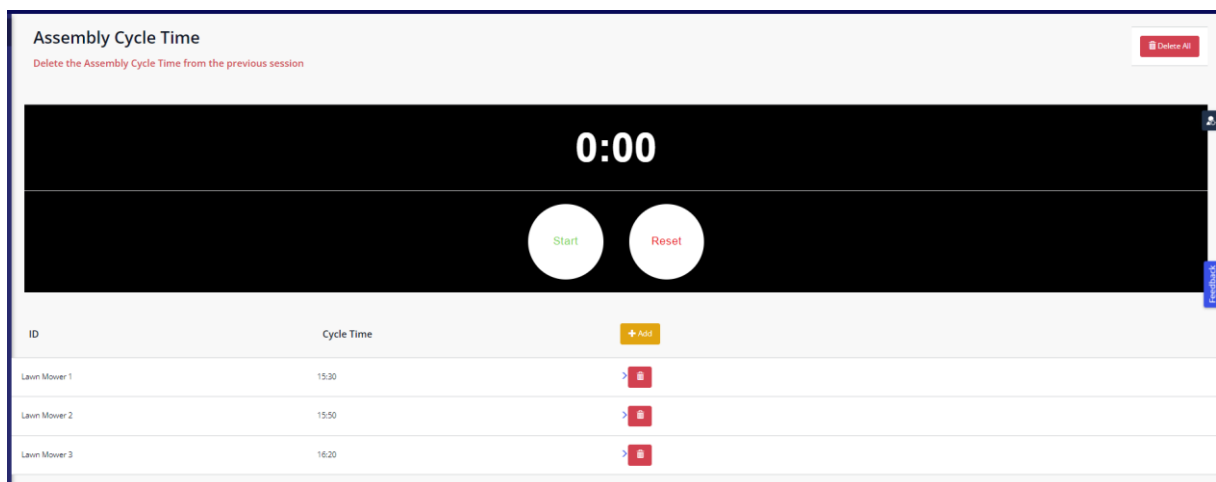 Assembly Cycle Time
Delete All
Delete the Assembly Cycle Time from the previous session
0:00
Start Reset
Feedback
ID Cycle Time + Add
Lawn Mower 1 15:30 >
Lawn Mower 2 15:50 >
Lawn Mower 3 16:20 >